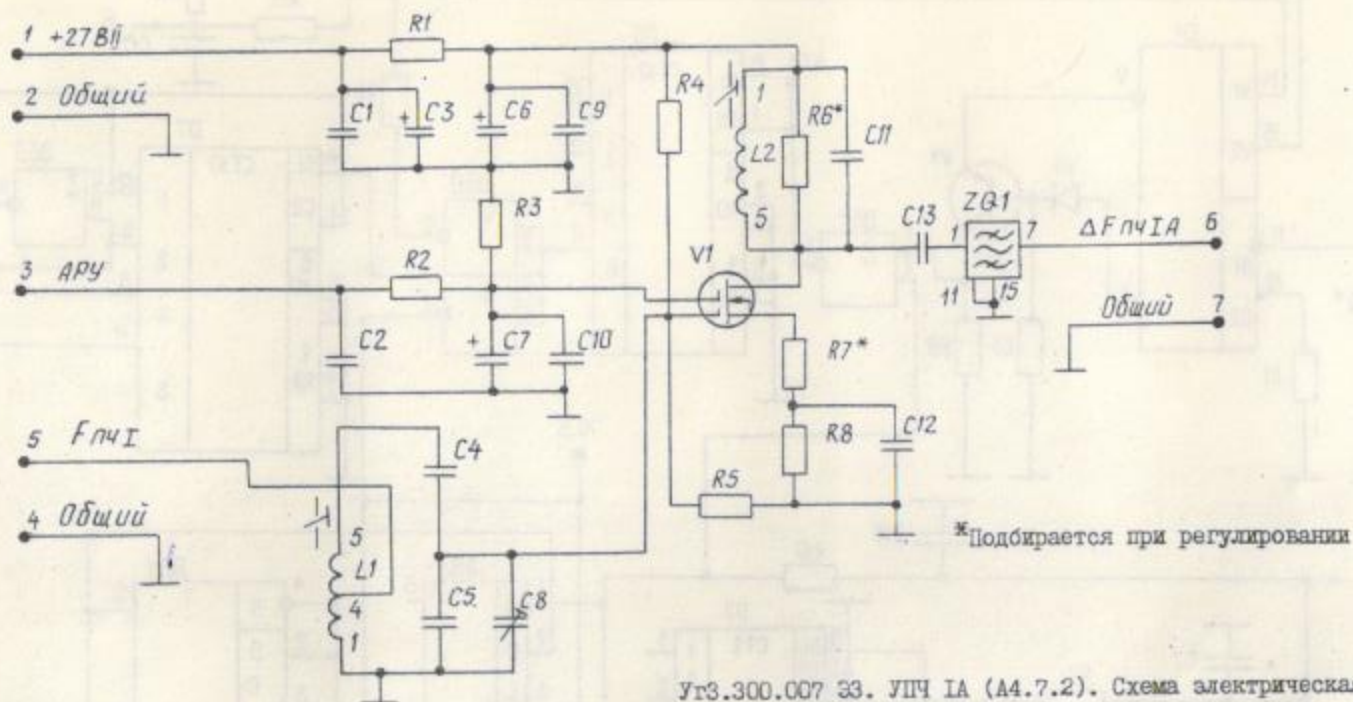 1 +27ВII
R1
2 Общий
C1
C3
C6
C9
R4
1
R6*
C11
L2
5
R3
C13
ZQ1
1
7
ΔFпчIA
6
V1
11
15
3 АРУ
R2
Общий
7
C2
C7
C10
R7*
5 FпчI
C4
R8
C12
R5
4 Общий
*Подбирается при регулировании
5
L1
4
1
C5
C8
Уг3.300.007 Э3. УПЧ IA (А4.7.2). Схема электрическая